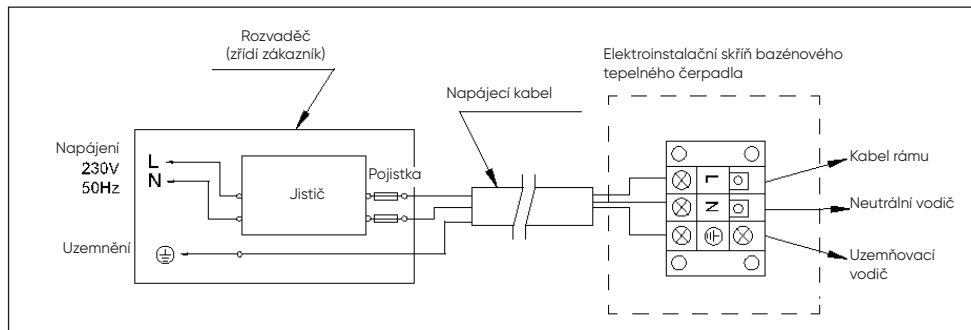 Rozvaděč
(zřídí zákazník)
Elektroinstalační skříň bazénového
tepelného čerpadla
Napájecí kabel
Napájení
230V
50Hz
L
N
Jistič
Pojistka
Uzemnění
L
N
Kabel rámu
Neutrální vodič
Uzemňovací
vodič